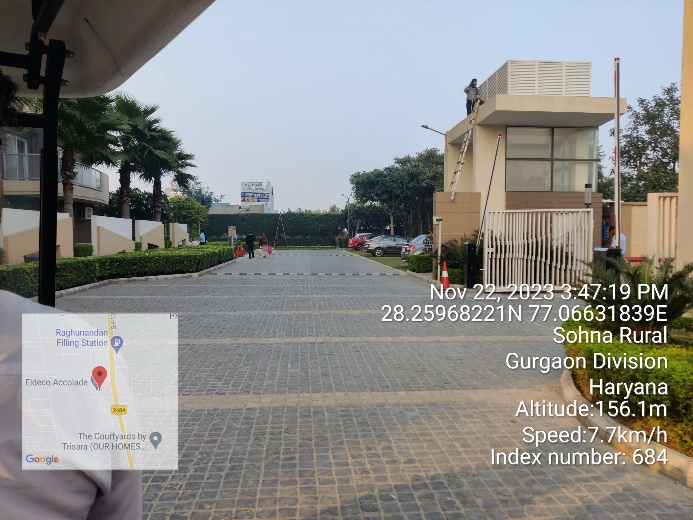 Nov 22, 2023 3:47:19 PM
28.25968221N 77.06631839E
Sohna Rural
Gurgaon Division
Haryana
Altitude:156.1m
Speed:7.7km/h
Index number: 684
Raghunandan
Filling Station
Eldeco Accolade
248A
The Courtyards by
Trisara (OUR HOMES...
Google